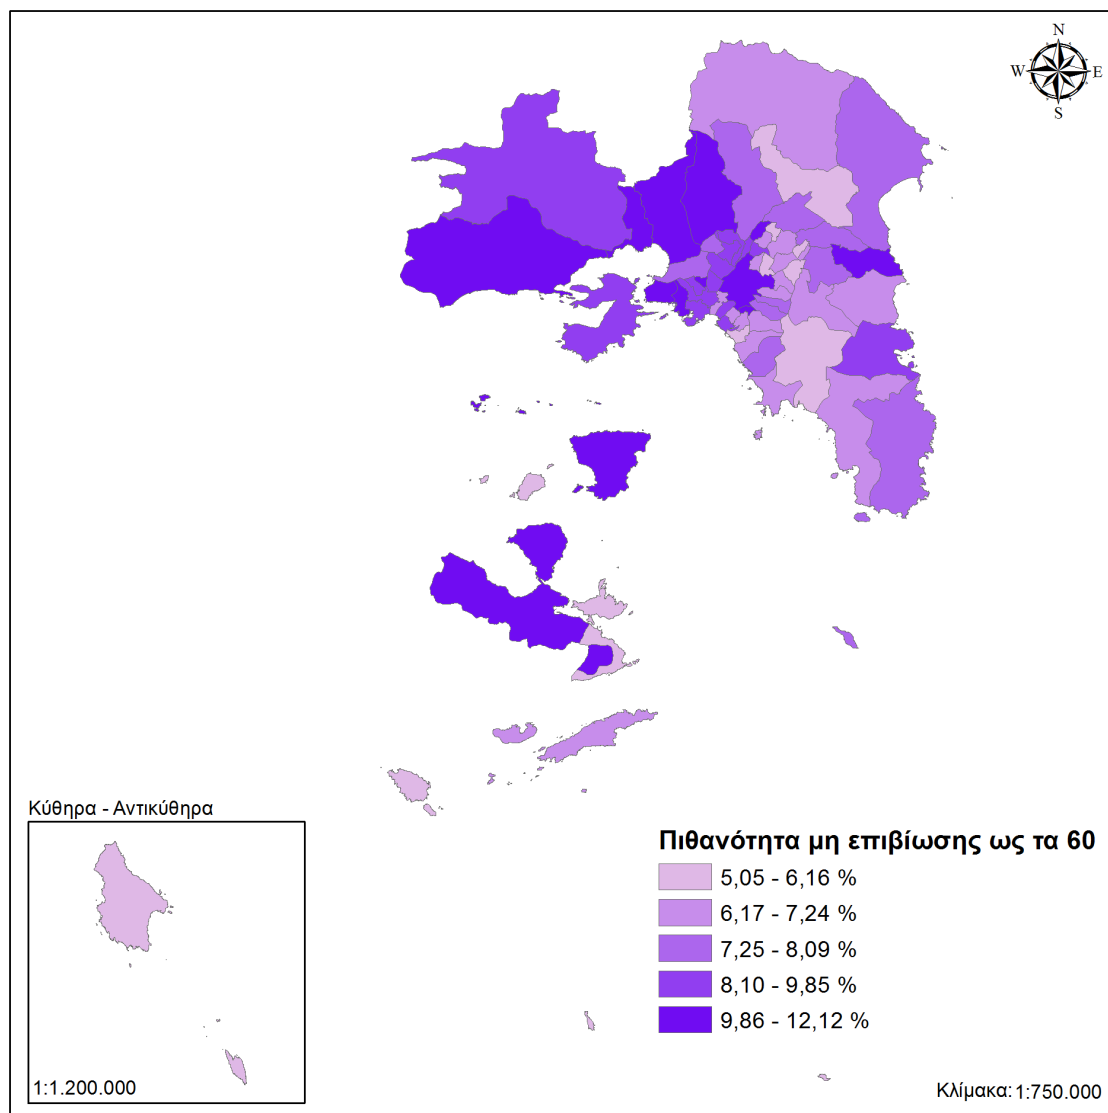 N
W E
S
Κύθηρα - Αντικύθηρα
1:1.200.000
Πιθανότητα μη επιβίωσης ως τα 60
5,05 - 6,16 %
6,17 - 7,24 %
7,25 - 8,09 %
8,10 - 9,85 %
9,86 - 12,12 %
Κλίμακα: 1:750.000